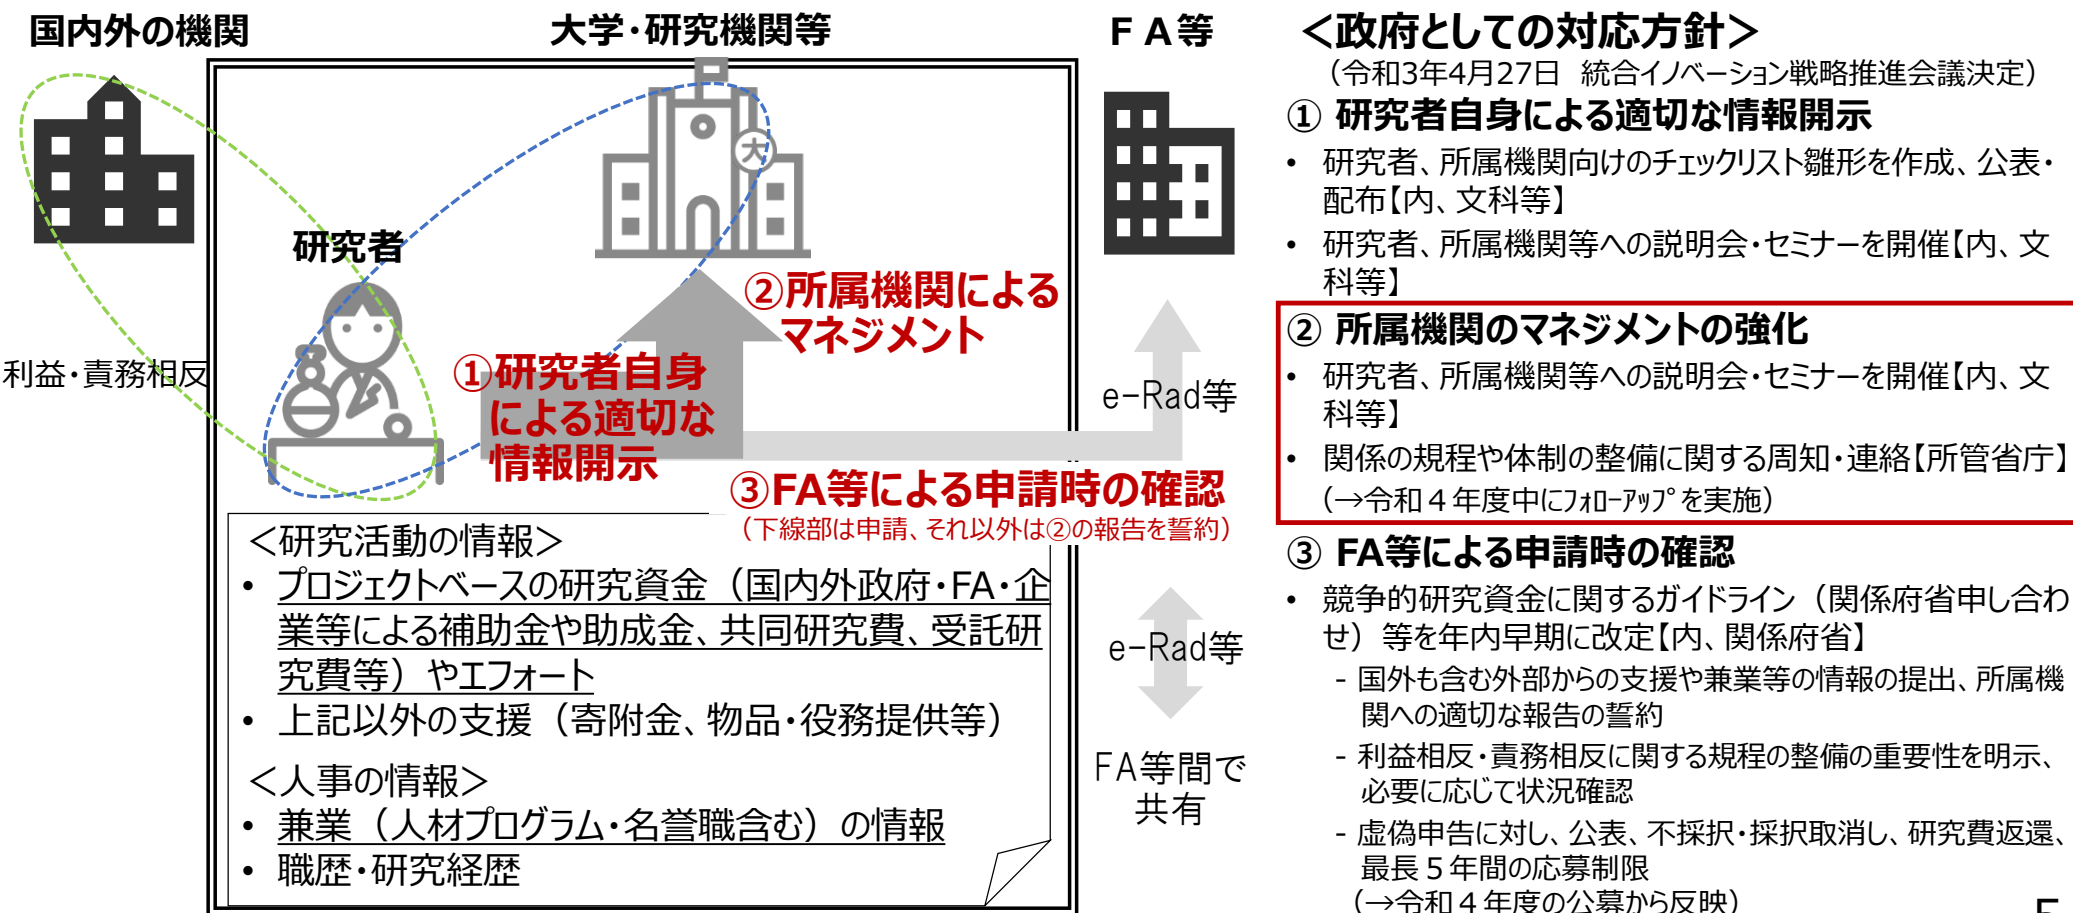 国内外の機関
大学・研究機関等
ＦＡ等
大
研究者
利益・責務相反
①研究者自身
による適切な
情報開示
②所属機関による
マネジメント
e-Rad等
③FA等による申請時の確認
（下線部は申請、それ以外は②の報告を誓約）
e-Rad等
FA等間で
共有
＜研究活動の情報＞
• プロジェクトベースの研究資金（国内外政府・FA・企
業等による補助金や助成金、共同研究費、受託研
究費等）やエフォート
• 上記以外の支援（寄附金、物品・役務提供等）
＜人事の情報＞
• 兼業（人材プログラム・名誉職含む）の情報
• 職歴・研究経歴
＜政府としての対応方針＞
（令和3年4月27日　統合イノベーション戦略推進会議決定）
① 研究者自身による適切な情報開示
• 研究者、所属機関向けのチェックリスト雛形を作成、公表・
配布【内、文科等】
• 研究者、所属機関等への説明会・セミナーを開催【内、文
科等】
② 所属機関のマネジメントの強化
• 研究者、所属機関等への説明会・セミナーを開催【内、文
科等】
• 関係の規程や体制の整備に関する周知・連絡【所管省庁】
（→令和４年度中にﾌｫﾛｰｱｯﾌﾟを実施）
③ FA等による申請時の確認
• 競争的研究資金に関するガイドライン（関係府省申し合わ
せ）等を年内早期に改定【内、関係府省】
- 国外も含む外部からの支援や兼業等の情報の提出、所属機
関への適切な報告の誓約
- 利益相反・責務相反に関する規程の整備の重要性を明示、
必要に応じて状況確認
- 虚偽申告に対し、公表、不採択・採択取消し、研究費返還、
最長５年間の応募制限
（→令和４年度の公募から反映）